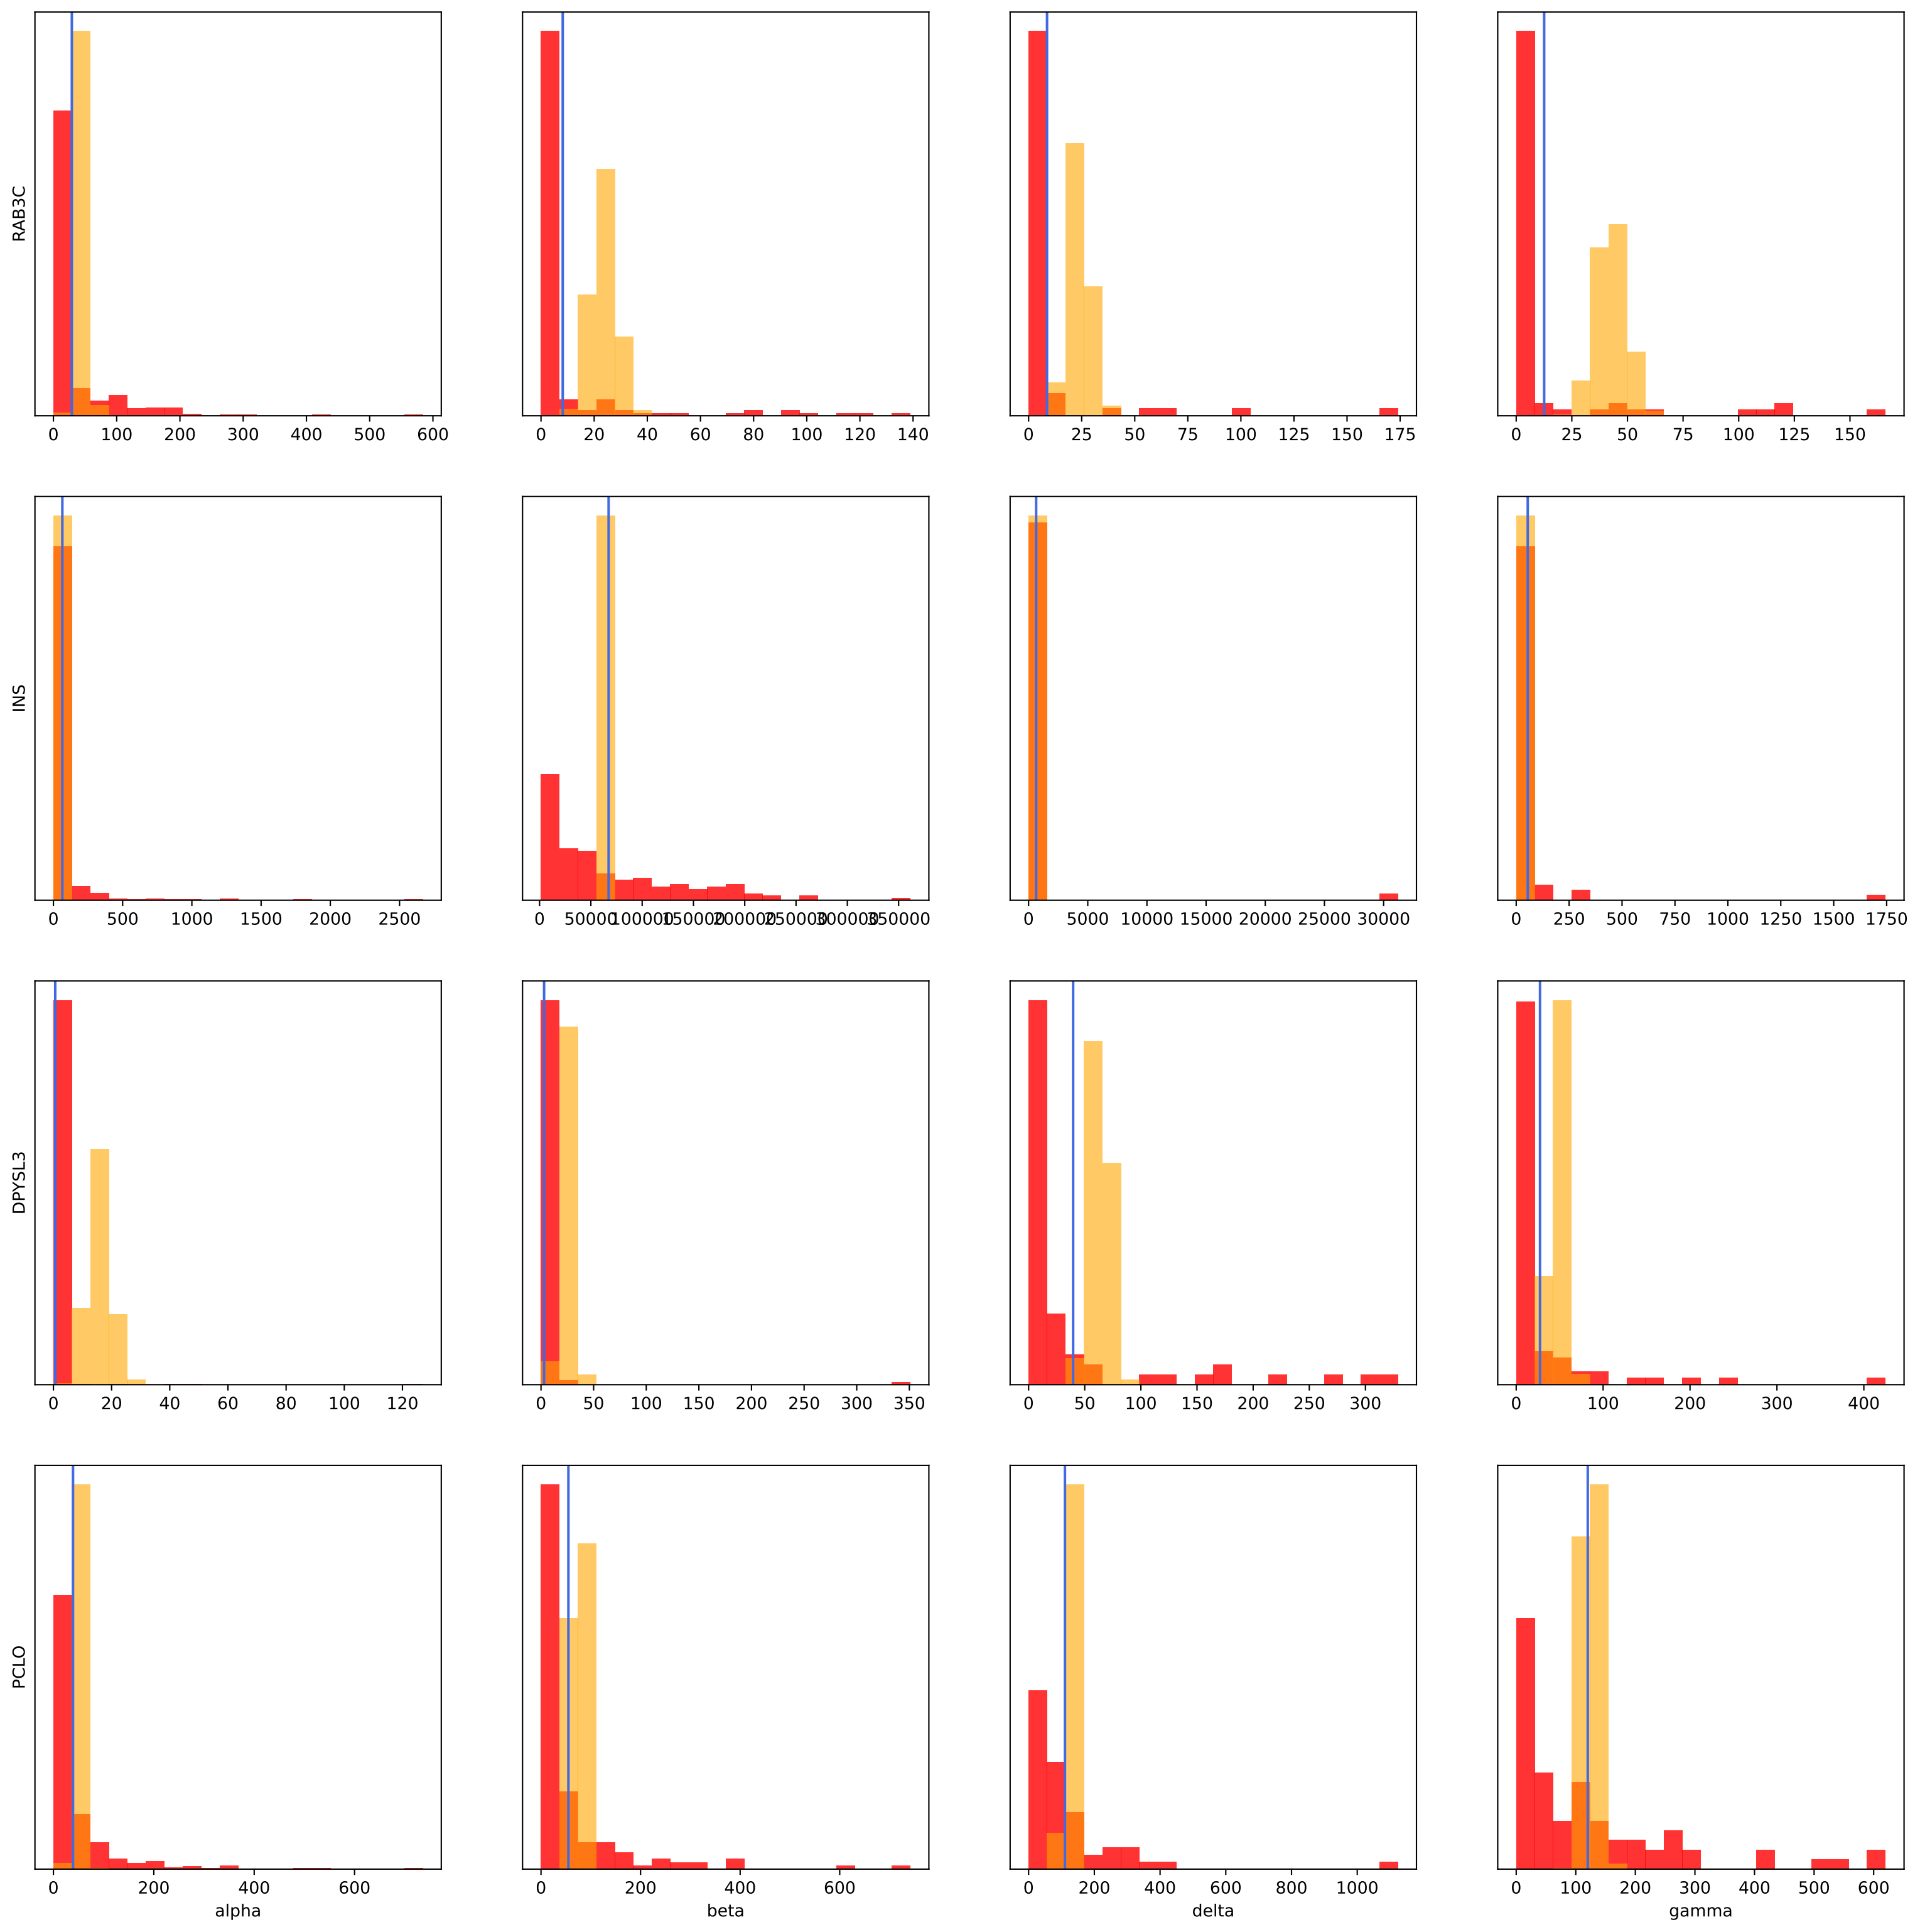 RAB3C
0 100 200 300 400 500 600
0 20 40 60 80 100 120 140
0 25 50 75 100 125 150 175
0 25 50 75 100 125 150
INS
0 500 1000 1500 2000 2500
0 50000 100000 150000 200000 250000 300000 350000
0 5000 10000 15000 20000 25000 30000
0 250 500 750 1000 1250 1500 1750
DPYSL3
0 20 40 60 80 100 120
0 50 100 150 200 250 300 350
0 50 100 150 200 250 300
0 100 200 300 400
PCLO
0 200 400 600
0 200 400 600
0 200 400 600 800 1000
0 100 200 300 400 500 600
alpha
beta
delta
gamma